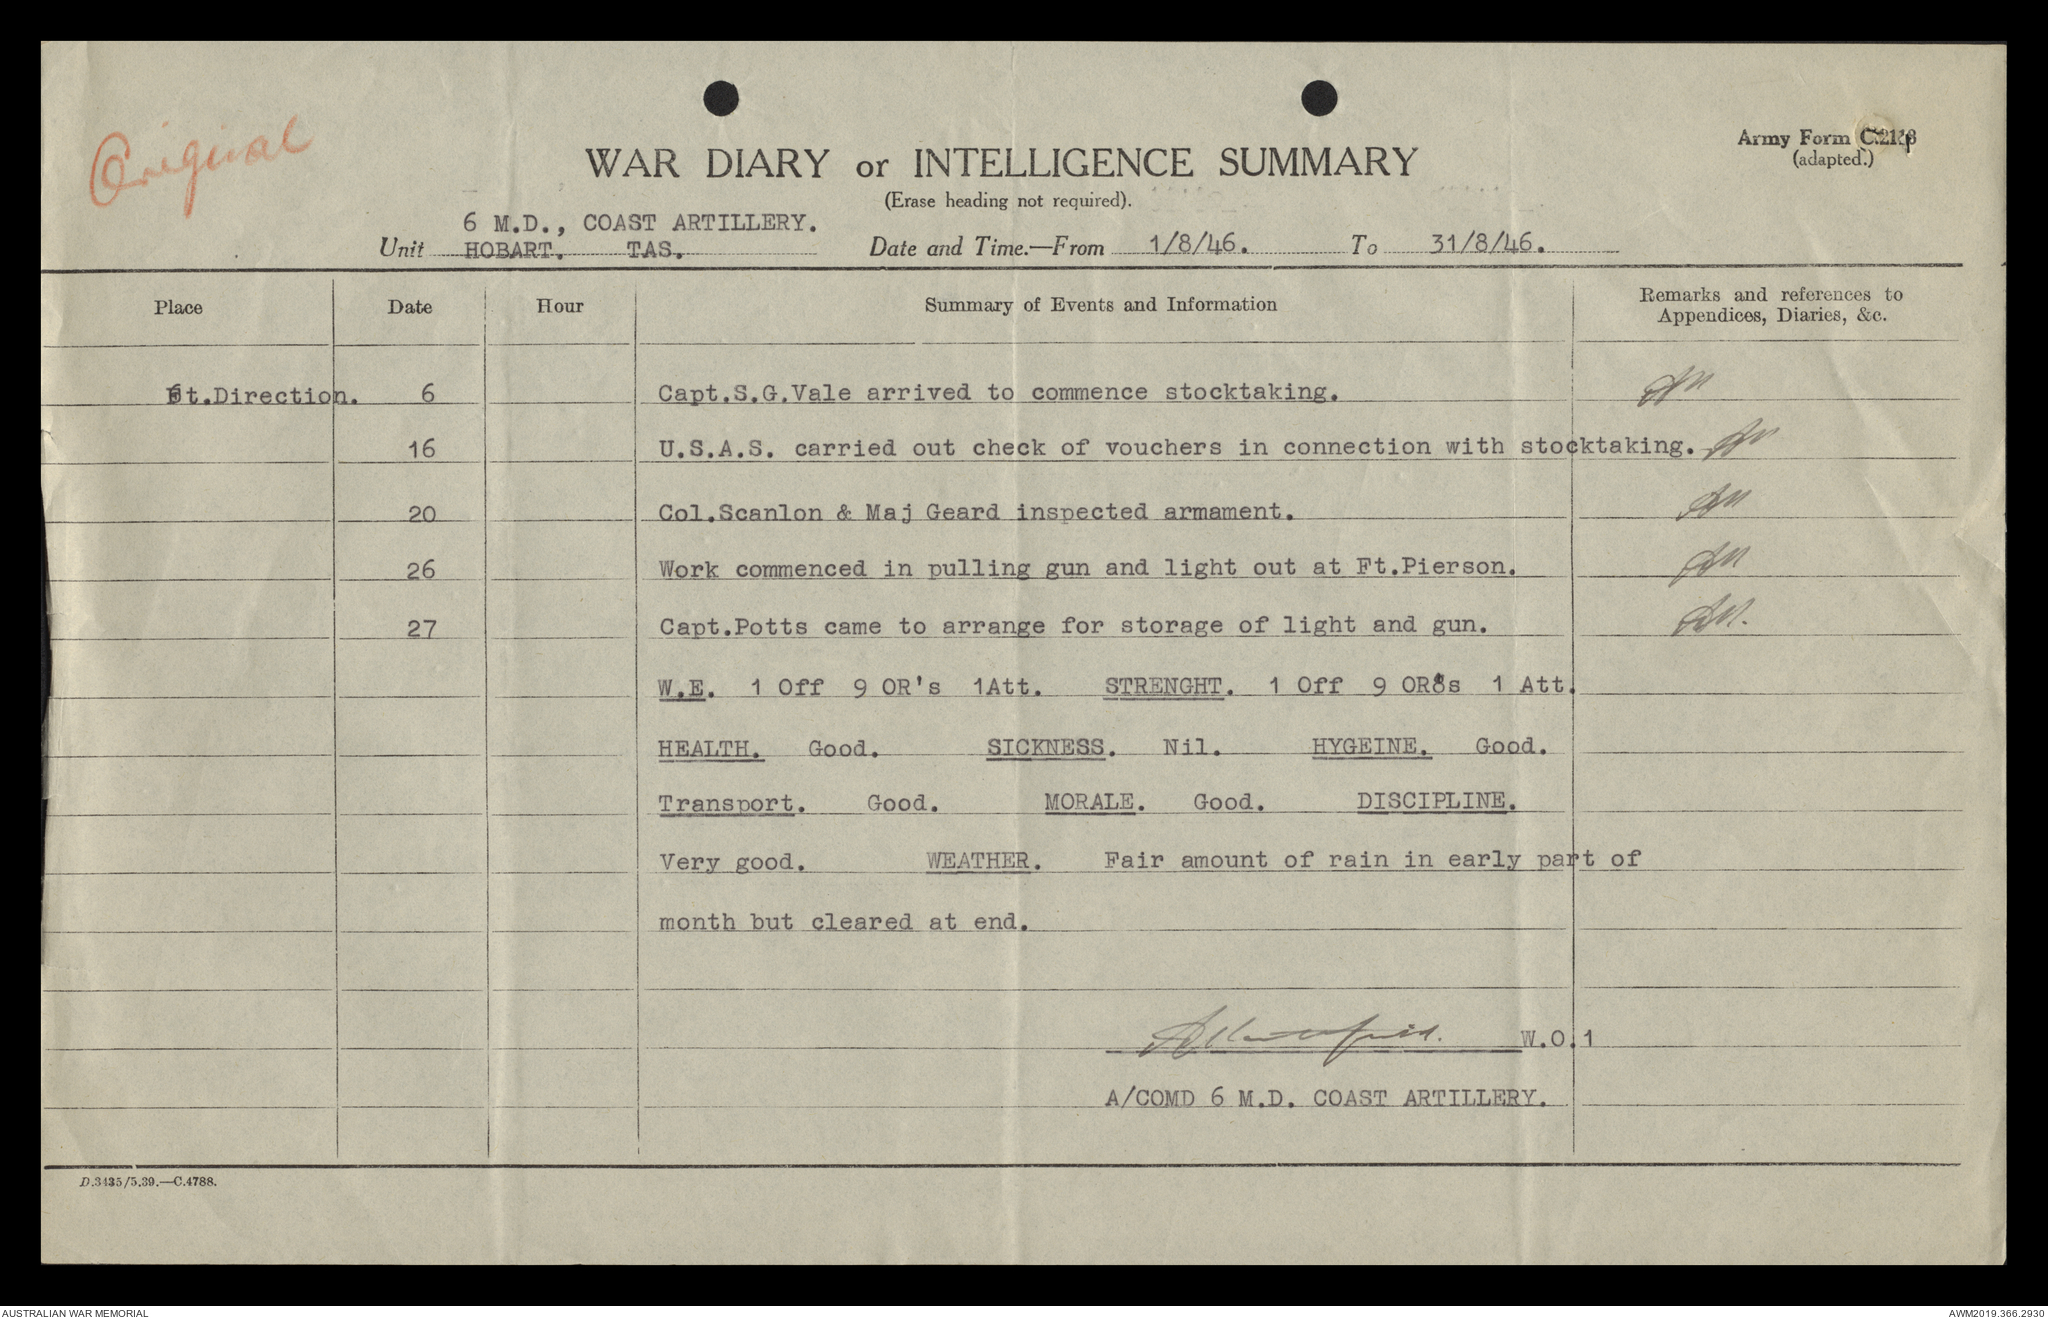 Original
Army Form C.2118
(adapted.)
WAR DIARY or INTELLIGENCE SUMMARY
(Erase heading not required).
6 M.D., COAST ARTILLERY.
Unit HOBART. TAS. Date and Time.—From 1/8/46. To 31/8/46.
Place Date Hour Summary of Events and Information Remarks and references to
Appendices, Diaries, &c.
Ft.Direction. 6 Capt.S.G.Vale arrived to commence stocktaking.
16 U.S.A.S. carried out check of vouchers in connection with stocktaking.
20 Col.Scanlon & Maj Geard inspected armament.
26 Work commenced in pulling gun and light out at Ft.Pierson.
27 Capt.Potts came to arrange for storage of light and gun.
W.E. 1 Off 9 OR's 1Att. STRENGHT. 1 Off 9 OR's 1 Att.
HEALTH. Good. SICKNESS. Nil. HYGEINE. Good.
Transport. Good. MORALE. Good. DISCIPLINE.
Very good. WEATHER. Fair amount of rain in early part of
month but cleared at end.
W.O.1
A/COMD 6 M.D. COAST ARTILLERY.
D.3435/5.39.—C.4788.
AUSTRALIAN WAR MEMORIAL AWM2019.366.2930